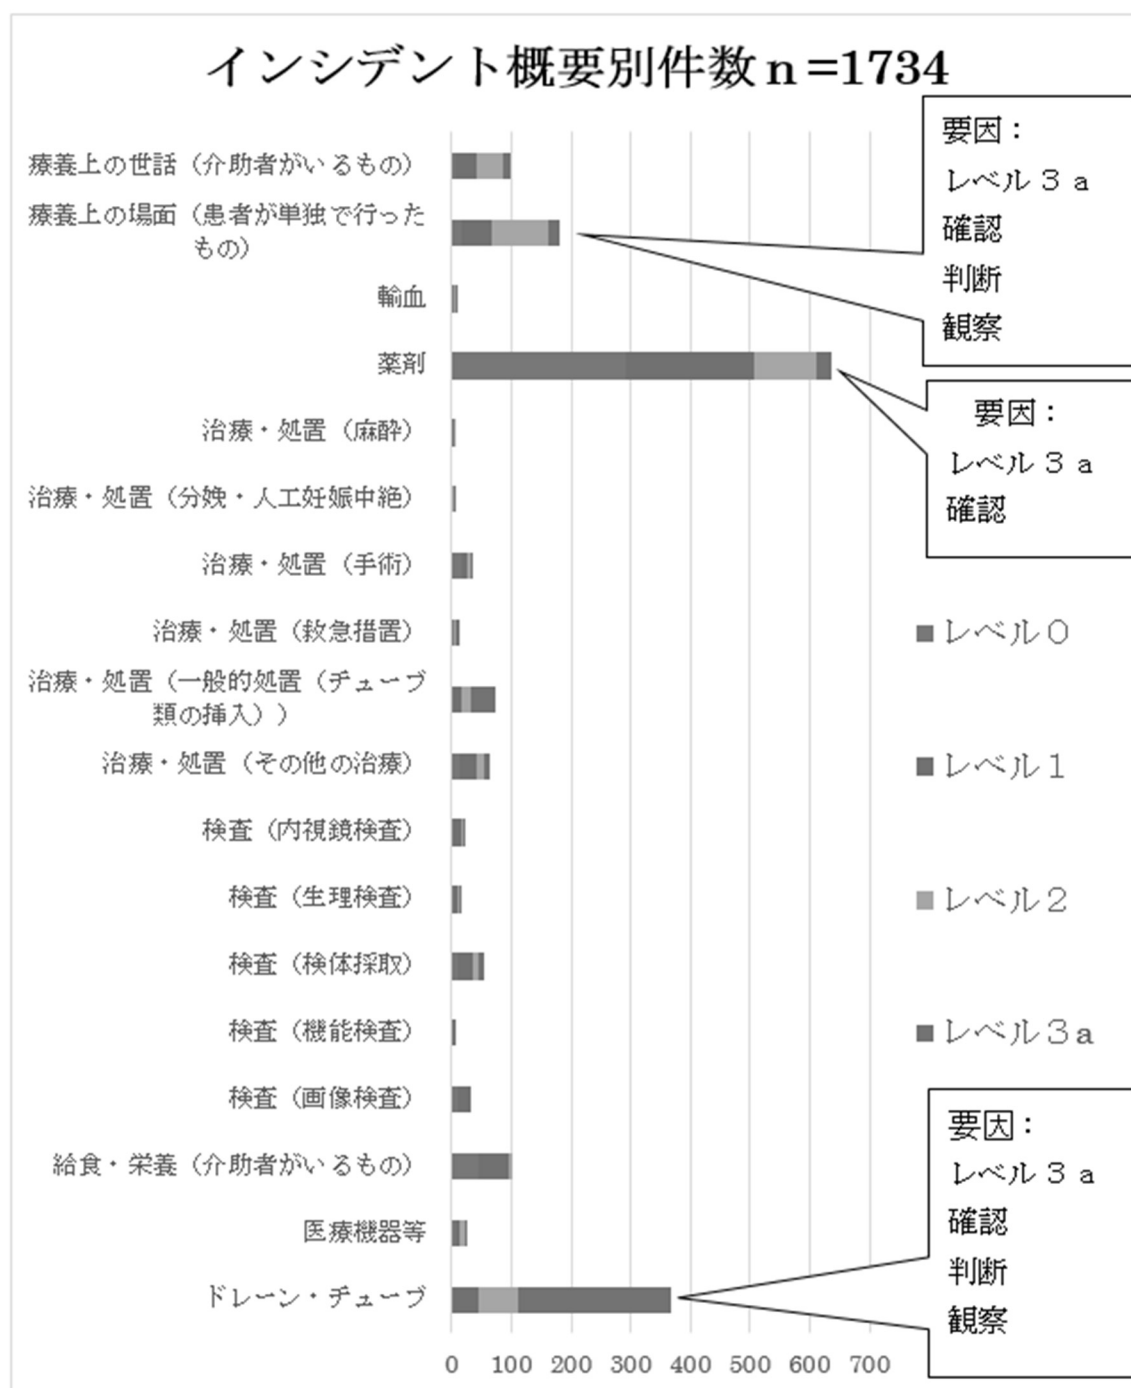 インシデント概要別件数 n =1734
療養上の世話（介助者がいるもの）
療養上の場面（患者が単独で行った
もの）
輸血
薬剤
治療・処置（麻酔）
治療・処置（分娩・人工妊娠中絶）
治療・処置（手術）
治療・処置（救急措置）
治療・処置（一般的処置（チューブ
類の挿入））
治療・処置（その他の治療）
検査（内視鏡検査）
検査（生理検査）
検査（検体採取）
検査（機能検査）
検査（画像検査）
給食・栄養（介助者がいるもの）
医療機器等
ドレーン・チューブ
0 100 200 300 400 500 600 700
要因：
レベル３ａ
確認
判断
観察
要因：
レベル３ａ
確認
レベル０
レベル１
レベル２
レベル３a
要因：
レベル３ａ
確認
判断
観察